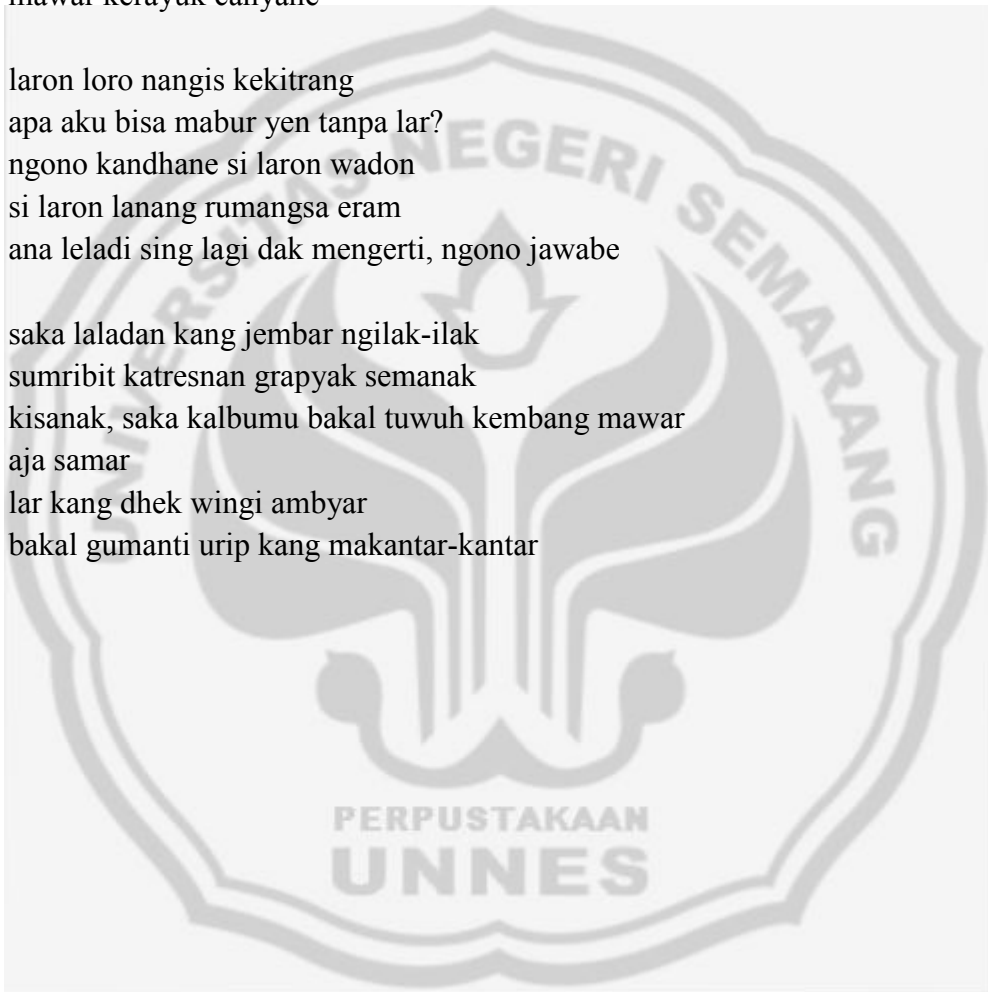 laron loro nangis kekitrang
apa aku bisa mabur yen tanpa lar?
ngono kandhane si laron wadon
si laron lanang rumangsa eram
ana leladi sing lagi dak mengerti, ngono jawabe
saka laladan kang jembar ngilak-ilak
sumribit katresnan grapyak semanak
kisanak, saka kalbumu bakal tuwuh kembang mawar
aja samar
lar kang dhek wingi ambyar
bakal gumanti urip kang makantar-kantar
UNIVERSITAS NEGERI SEMARANG
PERPUSTAKAAN
UNNES